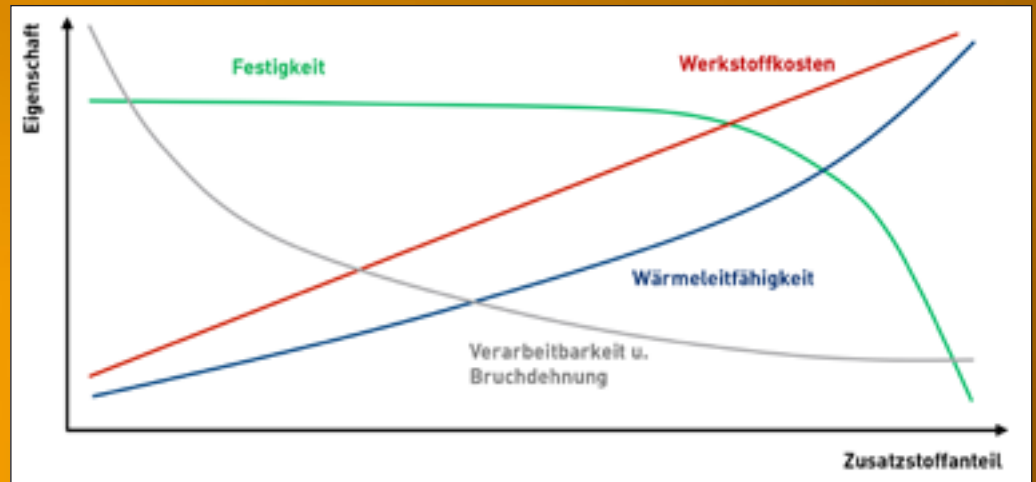 Eigenschaft
Festigkeit
Werkstoffkosten
Wärmeleitfähigkeit
Verarbeitbarkeit u.
Bruchdehnung
Zusatzstoffanteil